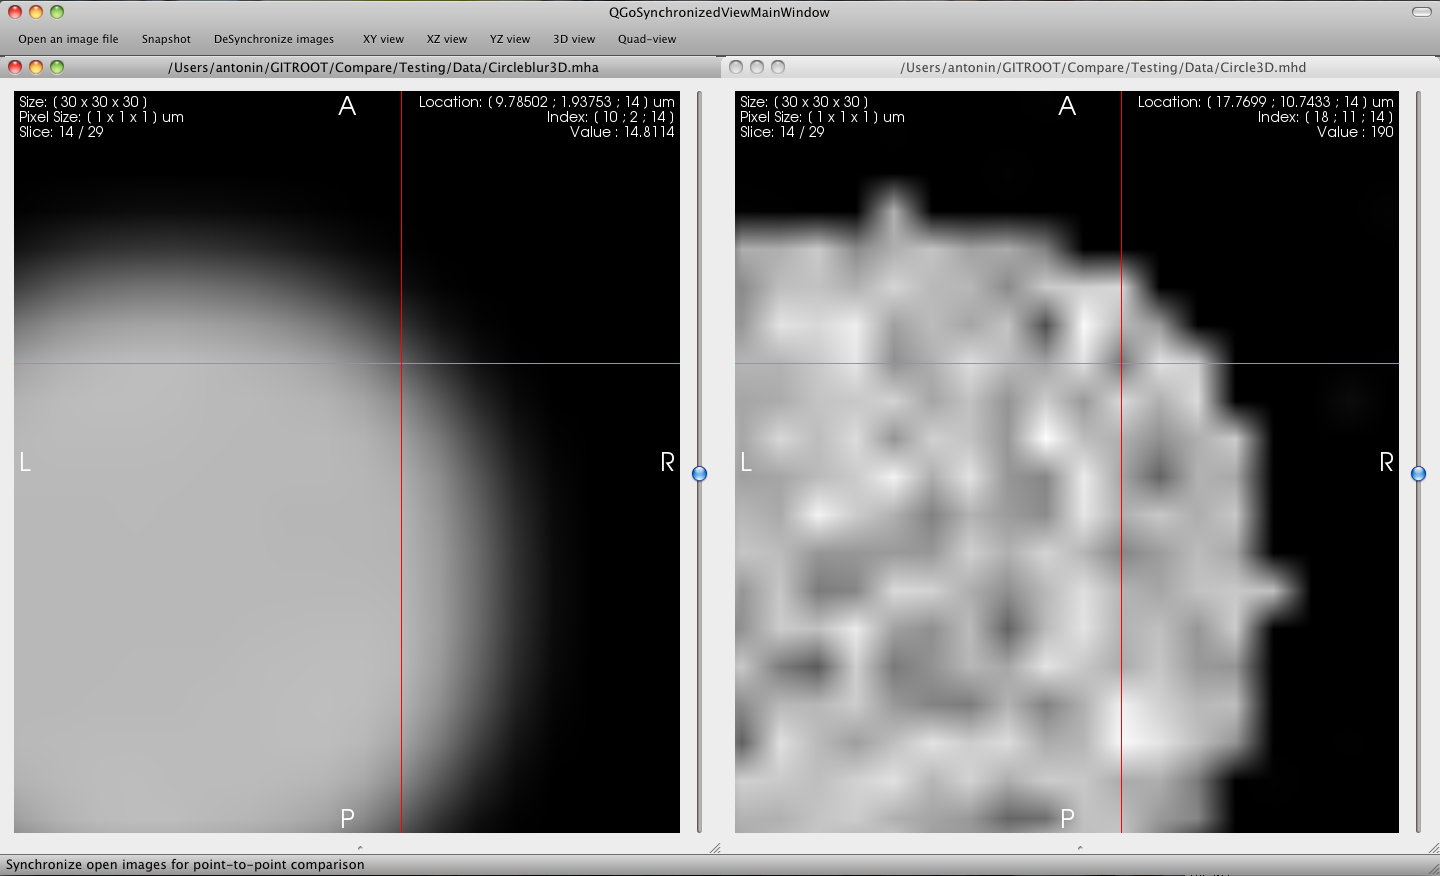 QGoSynchronizedViewMainWindow
Open an image file Snapshot DeSynchronize images XY view XZ view YZ view 3D view Quad-view
/Users/antonin/GITROOT/Compare/Testing/Data/Circleblur3D.mha
Size: ( 30 x 30 x 30 )
Pixel Size: ( 1 x 1 x 1 ) um
Slice: 14 / 29
A
Location: ( 9.78502 ; 1.93753 ; 14 ) um
Index: ( 10 ; 2 ; 14 )
Value : 14.8114
L
R
P
/Users/antonin/GITROOT/Compare/Testing/Data/Circle3D.mhd
Size: ( 30 x 30 x 30 )
Pixel Size: ( 1 x 1 x 1 ) um
Slice: 14 / 29
A
Location: ( 17.7699 ; 10.7433 ; 14 ) um
Index: ( 18 ; 11 ; 14 )
Value : 190
L
R
P
Synchronize open images for point-to-point comparison